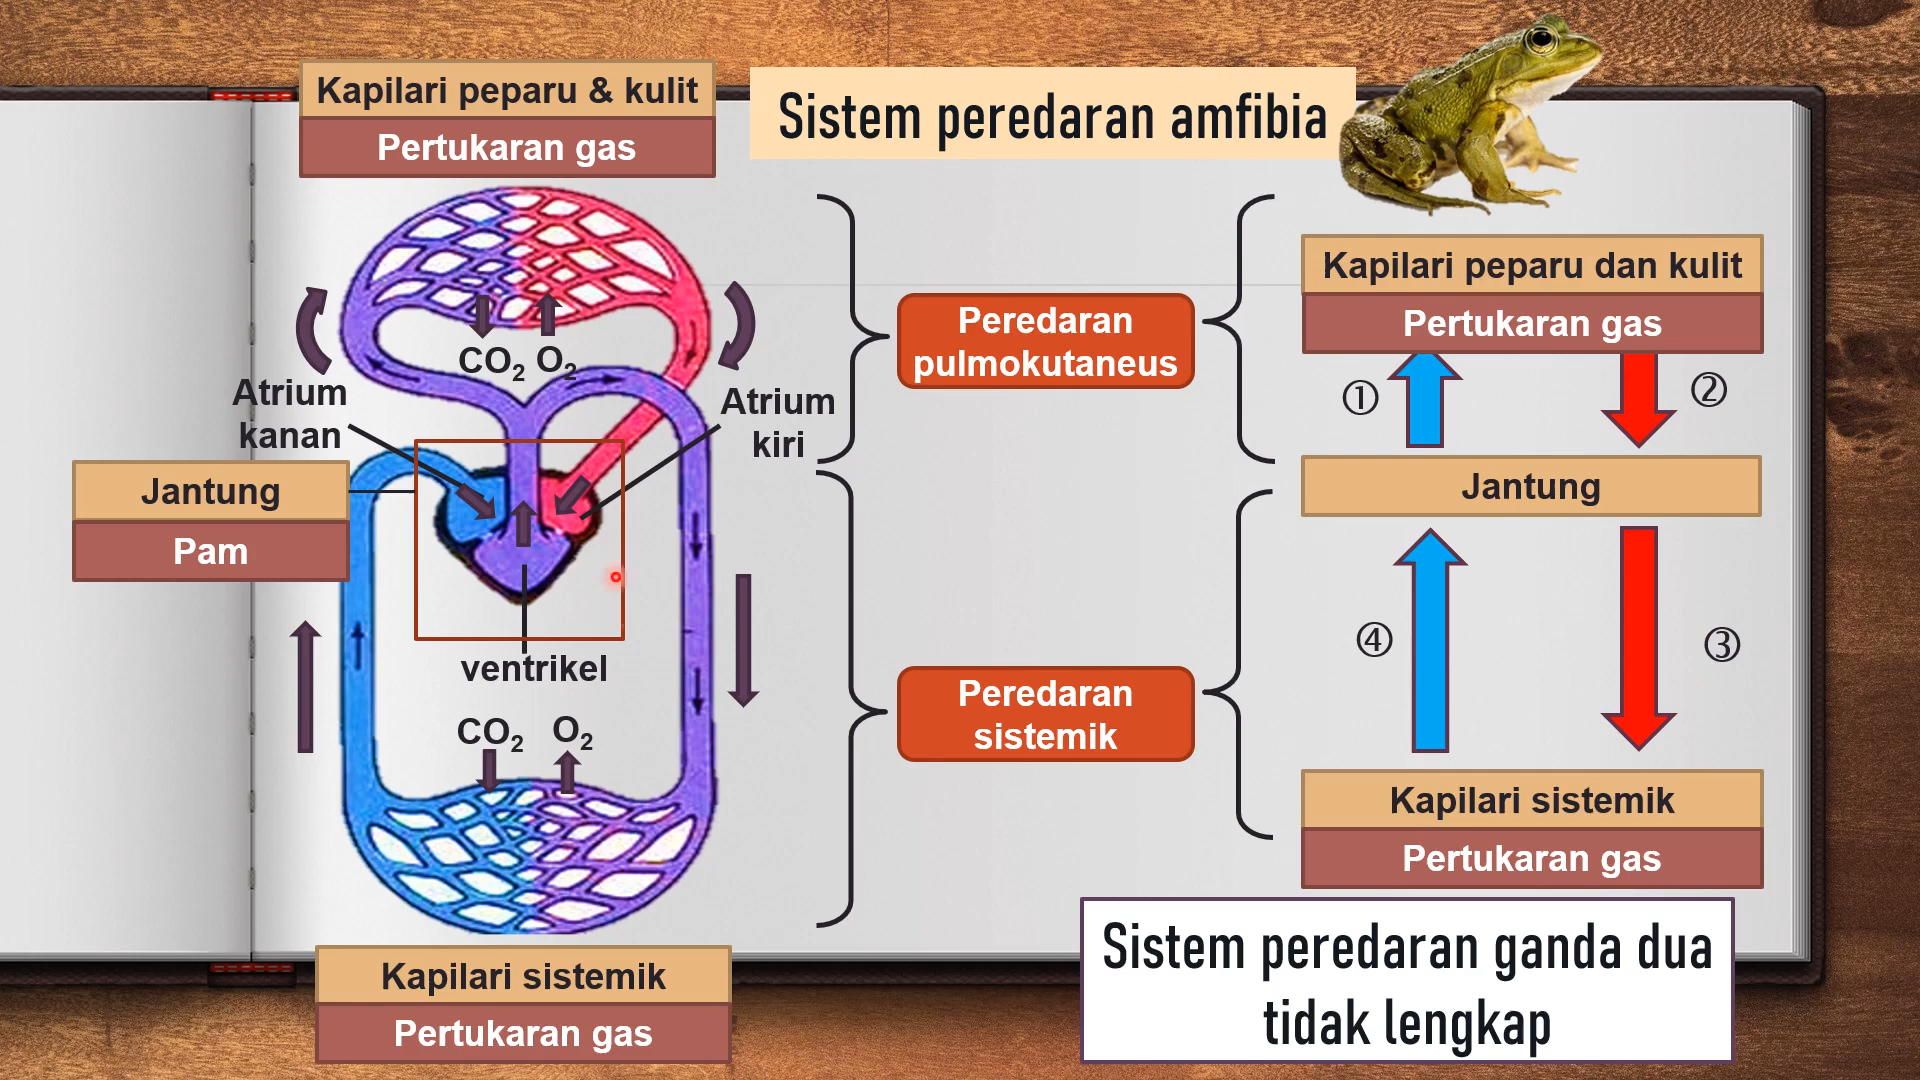 Sistem peredaran amfibia
Kapilari peparu & kulit
Pertukaran gas
CO₂ O₂
Atrium
kanan
Atrium
kiri
Jantung
Pam
ventrikel
CO₂ O₂
Kapilari sistemik
Pertukaran gas
Peredaran
pulmokutaneus
Peredaran
sistemik
Kapilari peparu dan kulit
Pertukaran gas
① ②
Jantung
④ ③
Kapilari sistemik
Pertukaran gas
Sistem peredaran ganda dua
tidak lengkap